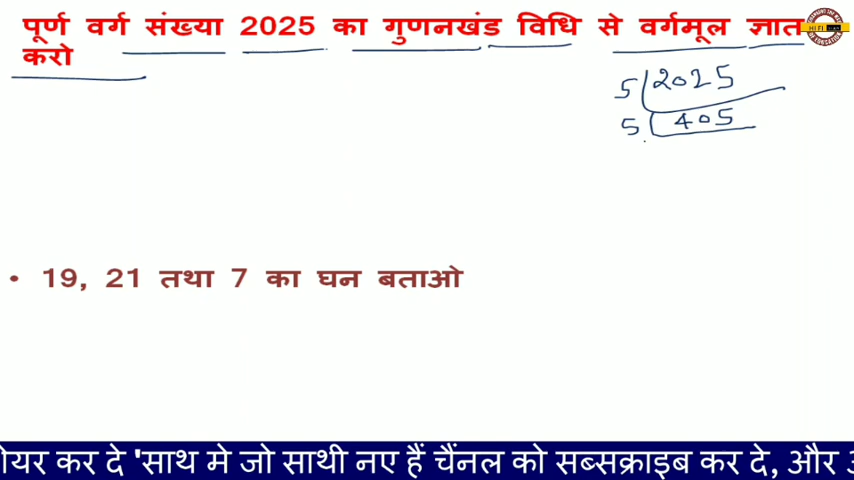 पूर्ण वर्ग संख्या 2025 का गुणनखंड विधि से वर्गमूल ज्ञात
करो
5 2025
5 405
• 19, 21 तथा 7 का घन बताओ
ोयर कर दे 'साथ मे जो साथी नए हैं चैंनल को सब्सक्राइब कर दे, और